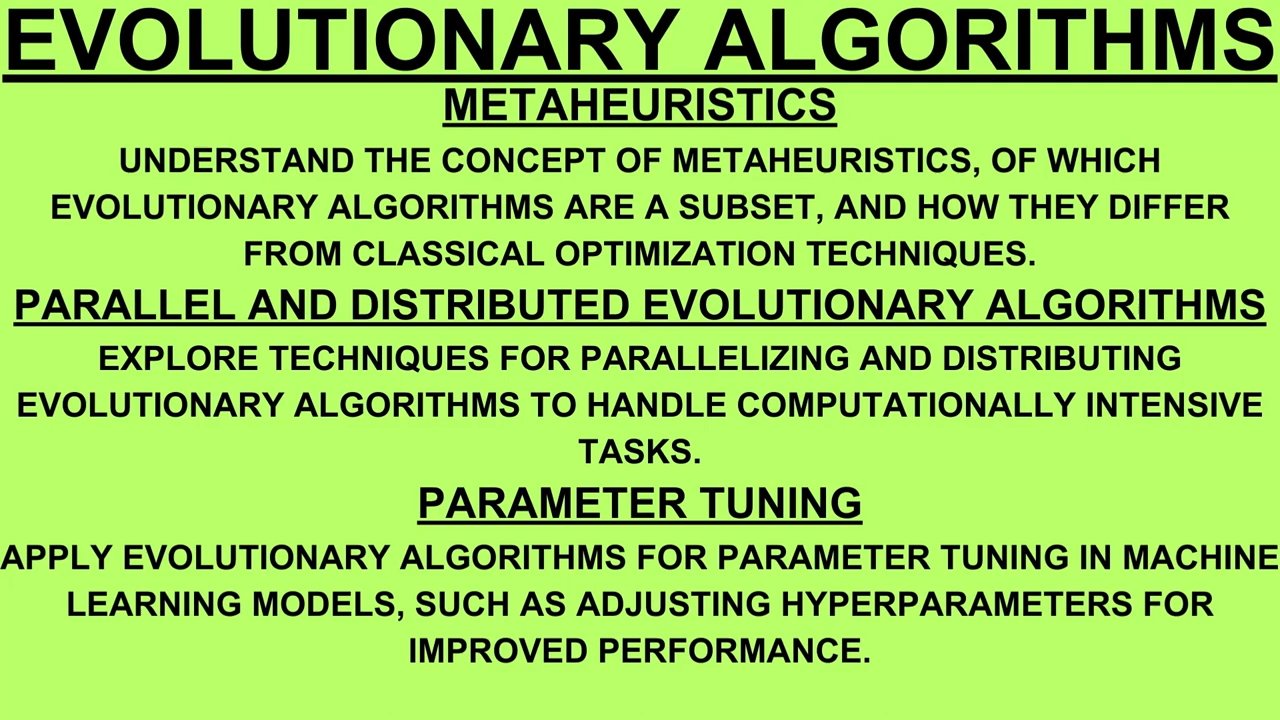 EVOLUTIONARY ALGORITHMS
METAHEURISTICS
UNDERSTAND THE CONCEPT OF METAHEURISTICS, OF WHICH
EVOLUTIONARY ALGORITHMS ARE A SUBSET, AND HOW THEY DIFFER
FROM CLASSICAL OPTIMIZATION TECHNIQUES.
PARALLEL AND DISTRIBUTED EVOLUTIONARY ALGORITHMS
EXPLORE TECHNIQUES FOR PARALLELIZING AND DISTRIBUTING
EVOLUTIONARY ALGORITHMS TO HANDLE COMPUTATIONALLY INTENSIVE
TASKS.
PARAMETER TUNING
APPLY EVOLUTIONARY ALGORITHMS FOR PARAMETER TUNING IN MACHINE
LEARNING MODELS, SUCH AS ADJUSTING HYPERPARAMETERS FOR
IMPROVED PERFORMANCE.